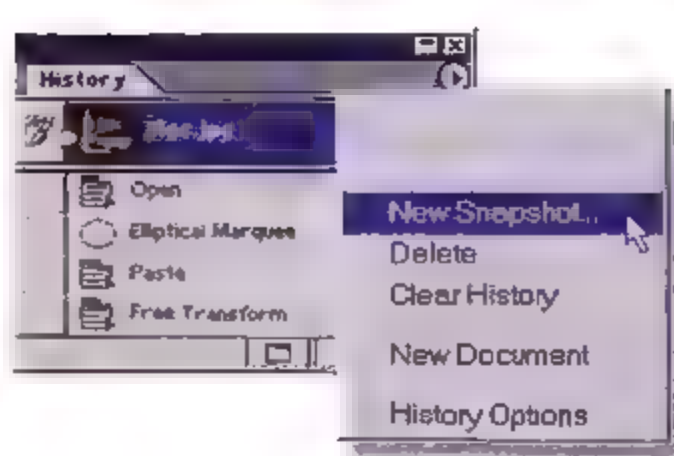 History
Open
Elliptical Marquee
Paste
Free Transform
New Snapshot...
Delete
Clear History
New Document
History Options